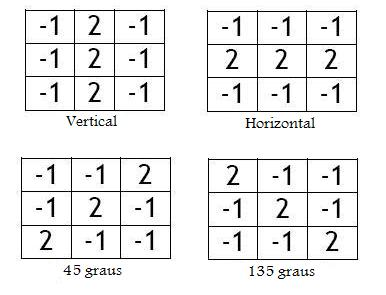 -1 2 -1
-1 2 -1
-1 2 -1
Vertical
-1 -1 -1
2 2 2
-1 -1 -1
Horizontal
-1 -1 2
-1 2 -1
2 -1 -1
45 graus
2 -1 -1
-1 2 -1
-1 -1 2
135 graus